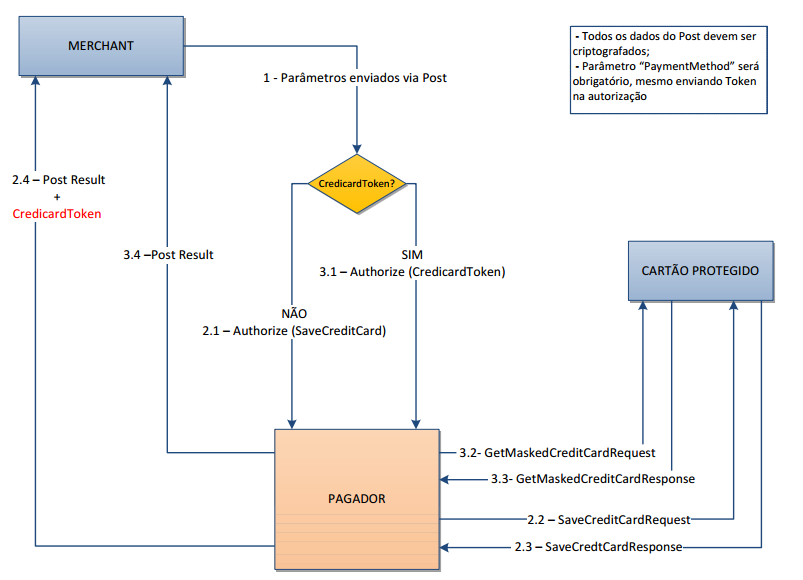 MERCHANT
- Todos os dados do Post devem ser
criptografados;
- Parâmetro “PaymentMethod” será
obrigatório, mesmo enviando Token
na autorização
1 - Parâmetros enviados via Post
CredicardToken?
2.4 – Post Result
+
CredicardToken
3.4 –Post Result
SIM
3.1 – Authorize (CredicardToken)
CARTÃO PROTEGIDO
NÃO
2.1 – Authorize (SaveCreditCard)
PAGADOR
3.2- GetMaskedCreditCardRequest
3.3- GetMaskedCreditCardResponse
2.2 – SaveCreditCardRequest
2.3 – SaveCredtCardResponse